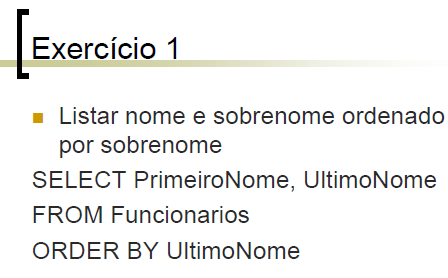 Exercício 1
Listar nome e sobrenome ordenado
por sobrenome
SELECT PrimeiroNome, UltimoNome
FROM Funcionarios
ORDER BY UltimoNome